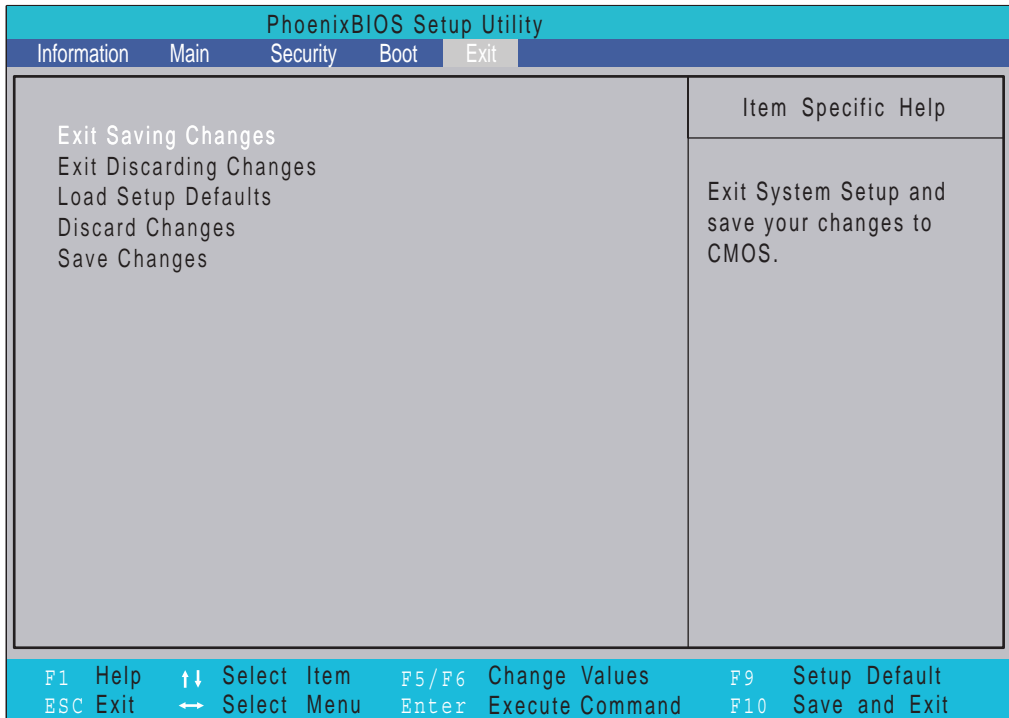 PhoenixBIOS Setup Utility
Information Main Security Boot Exit
Exit Saving Changes
Exit Discarding Changes
Load Setup Defaults
Discard Changes
Save Changes
Item Specific Help
Exit System Setup and
save your changes to
CMOS.
F1 Help ↑↓ Select Item F5/F6 Change Values F9 Setup Default
ESC Exit ↔ Select Menu Enter Execute Command F10 Save and Exit